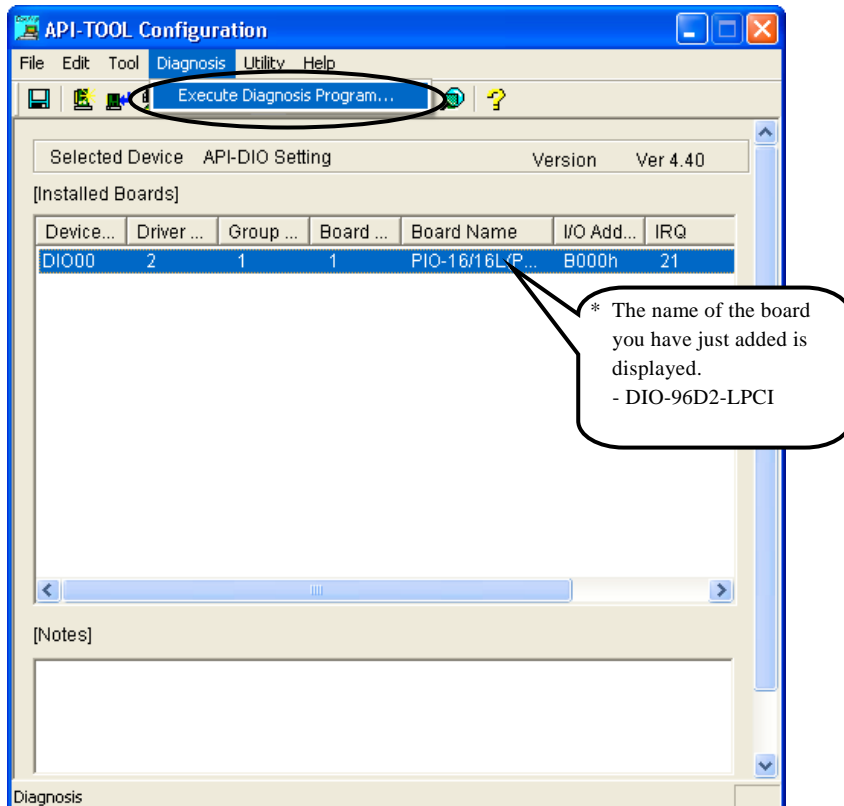 API-TOOL Configuration
File Edit Tool Diagnosis Utility Help
Execute Diagnosis Program...
Selected Device API-DIO Setting Version Ver 4.40
[Installed Boards]
Device... Driver ... Group ... Board ... Board Name I/O Add... IRQ
DIO00 2 1 1 PIO-16/16L(P... B000h 21
* The name of the board
you have just added is
displayed.
- DIO-96D2-LPCI
[Notes]
Diagnosis